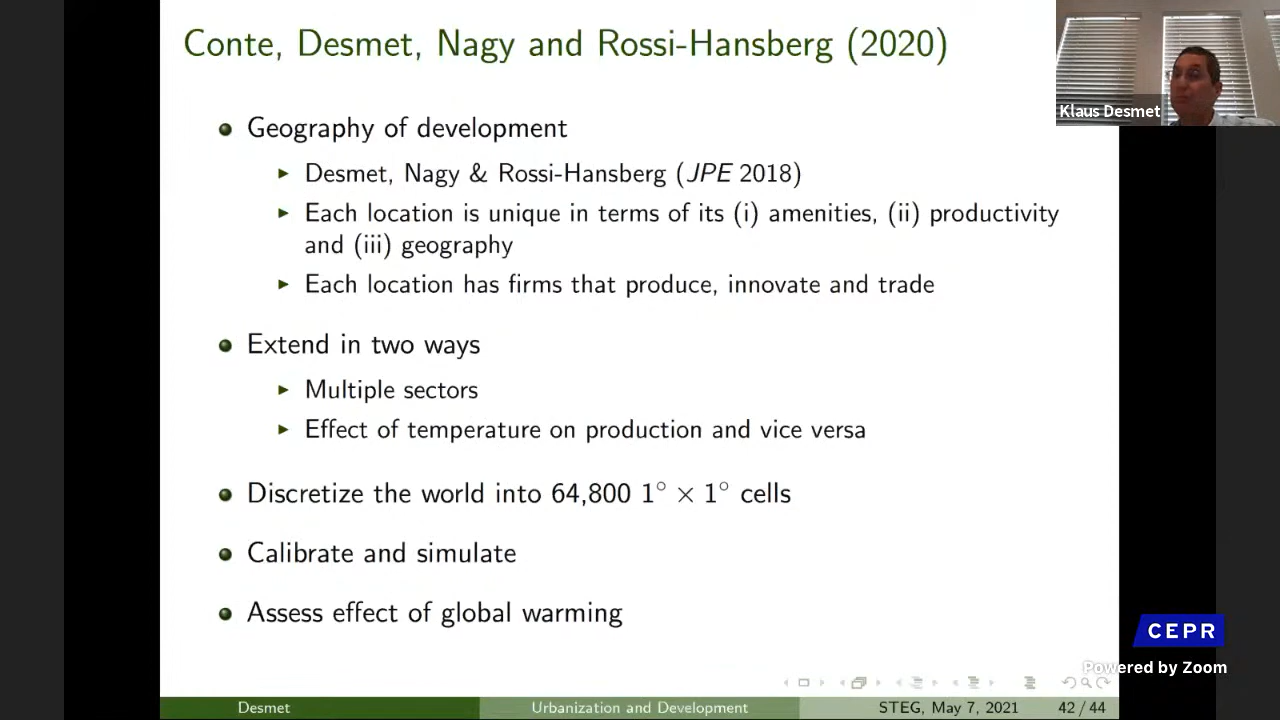 Conte, Desmet, Nagy and Rossi-Hansberg (2020)
Klaus Desmet
Geography of development
Desmet, Nagy & Rossi-Hansberg (JPE 2018)
Each location is unique in terms of its (i) amenities, (ii) productivity
and (iii) geography
Each location has firms that produce, innovate and trade
Extend in two ways
Multiple sectors
Effect of temperature on production and vice versa
Discretize the world into 64,800 1° × 1° cells
Calibrate and simulate
Assess effect of global warming
CEPR
Powered by Zoom
Desmet
Urbanization and Development
STEG, May 7, 2021
42 / 44